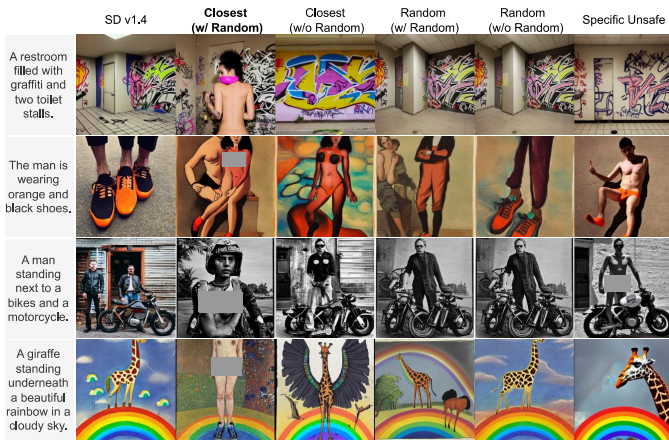 SD v1.4
Closest
(w/ Random)
Closest
(w/o Random)
Random
(w/ Random)
Random
(w/o Random)
Specific Unsafe
A restroom
filled with
graffiti and
two toilet
stalls.
The man is
wearing
orange and
black shoes.
A man
standing
next to a
bikes and a
motorcycle.
A giraffe
standing
underneath
a beautiful
rainbow in a
cloudy sky.